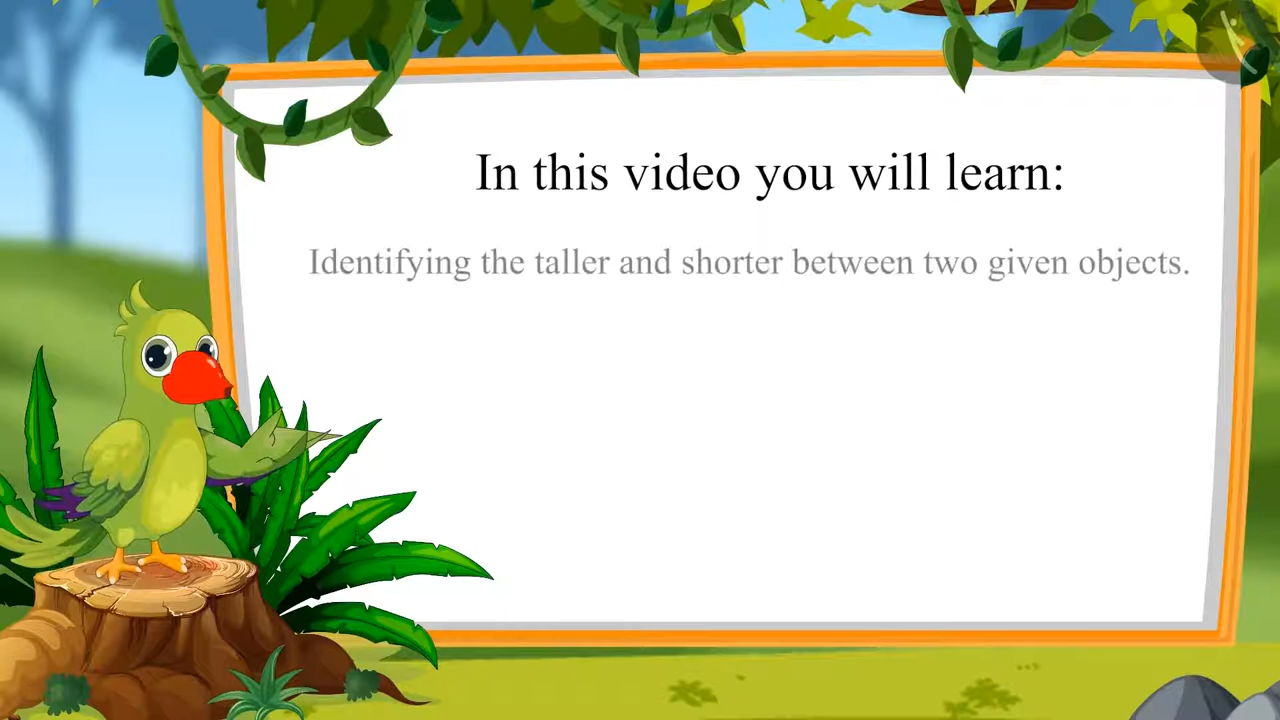 In this video you will learn:
Identifying the taller and shorter between two given objects.